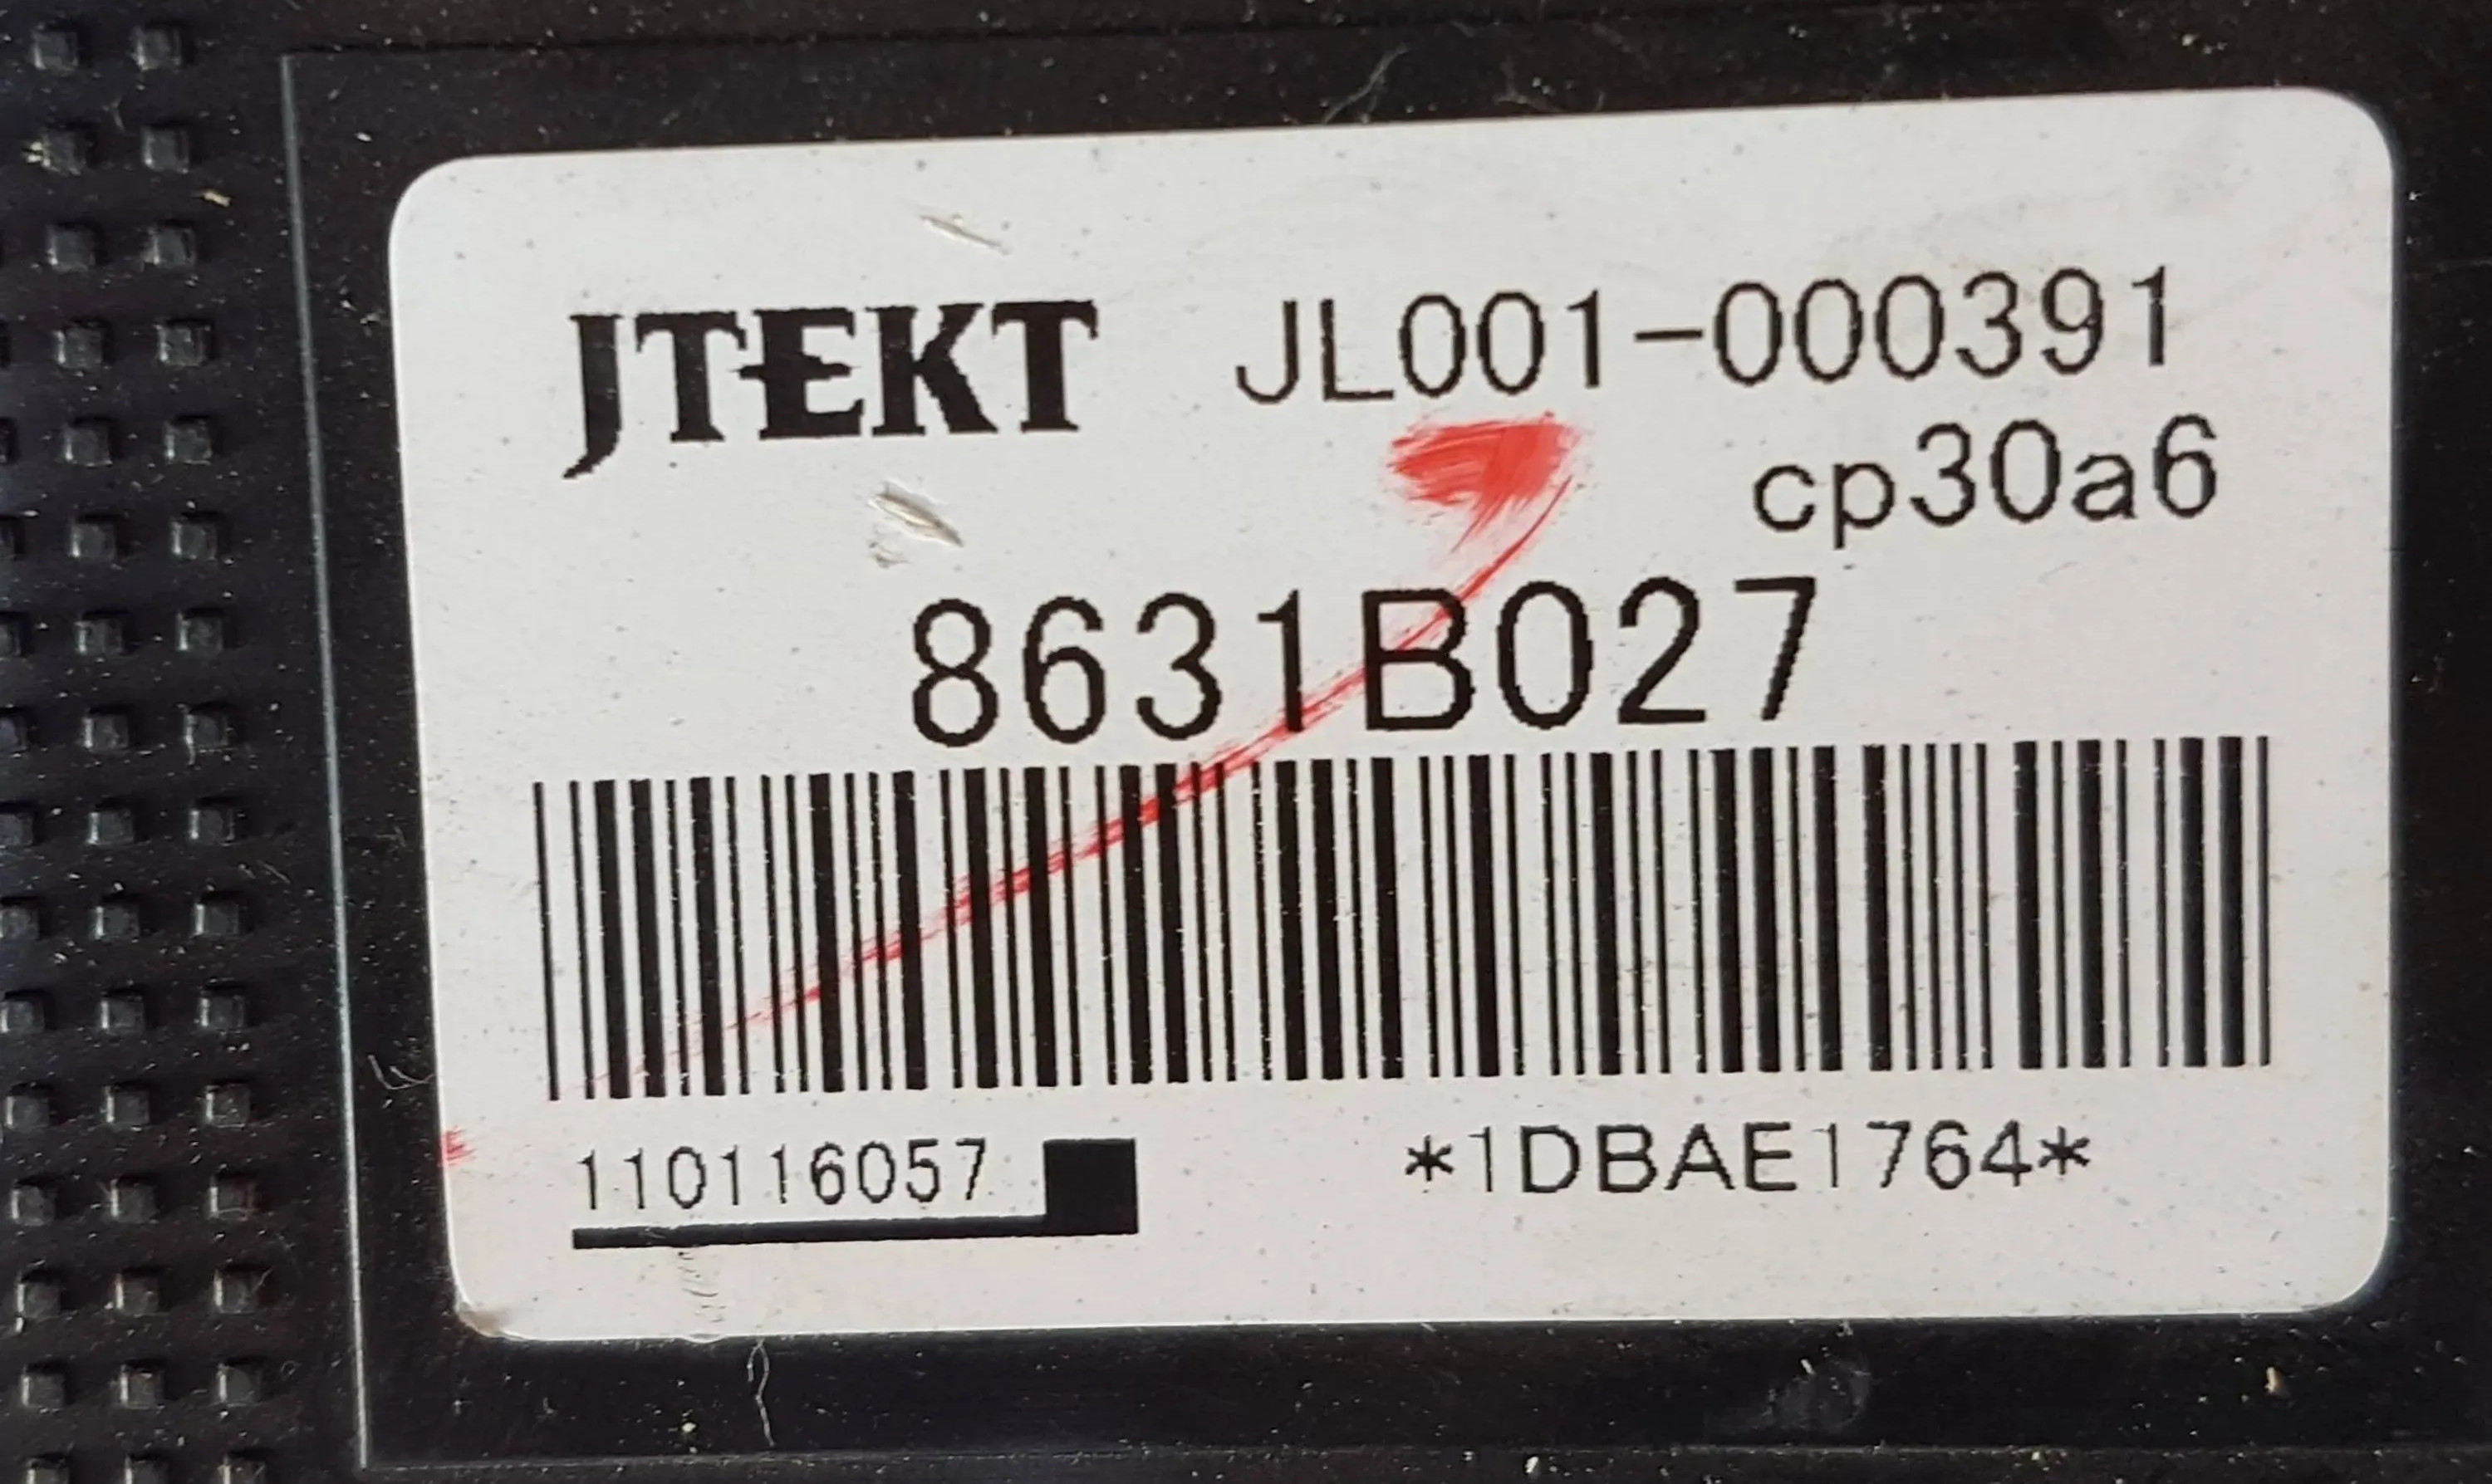 JTEKT JL001-000391
cp30a6
8631B027
110116057 *1DBAE1764*